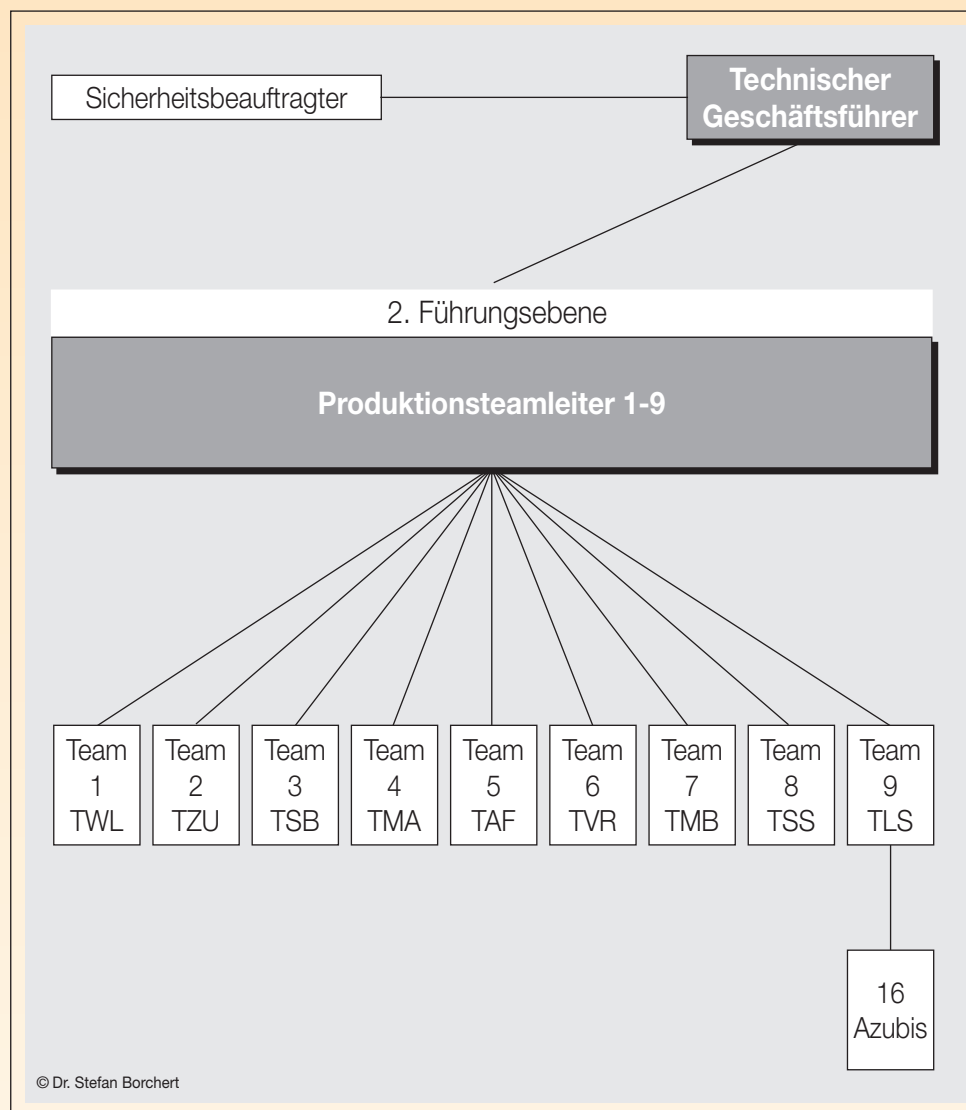 Sicherheitsbeauftragter
Technischer
Geschäftsführer
2. Führungsebene
Produktionsteamleiter 1-9
Team
1
TWL
Team
2
TZU
Team
3
TSB
Team
4
TMA
Team
5
TAF
Team
6
TVR
Team
7
TMB
Team
8
TSS
Team
9
TLS
16
Azubis
© Dr. Stefan Borchert